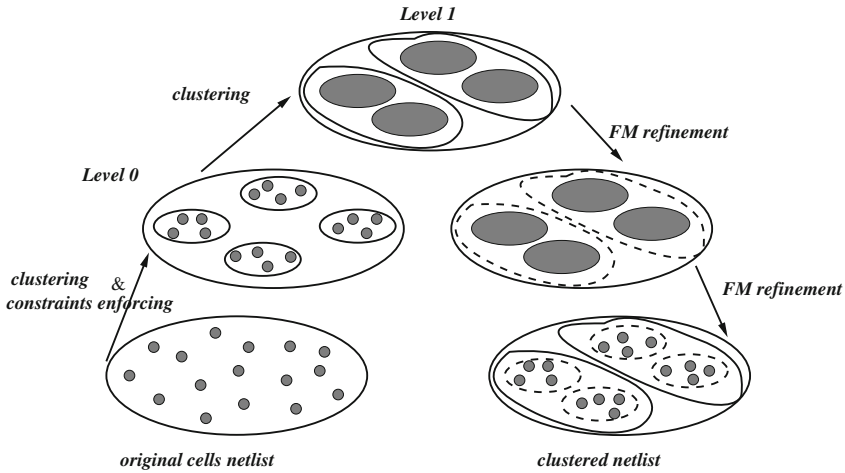 Level 1
clustering
FM refinement
Level 0
clustering &
constraints enforcing
FM refinement
original cells netlist
clustered netlist